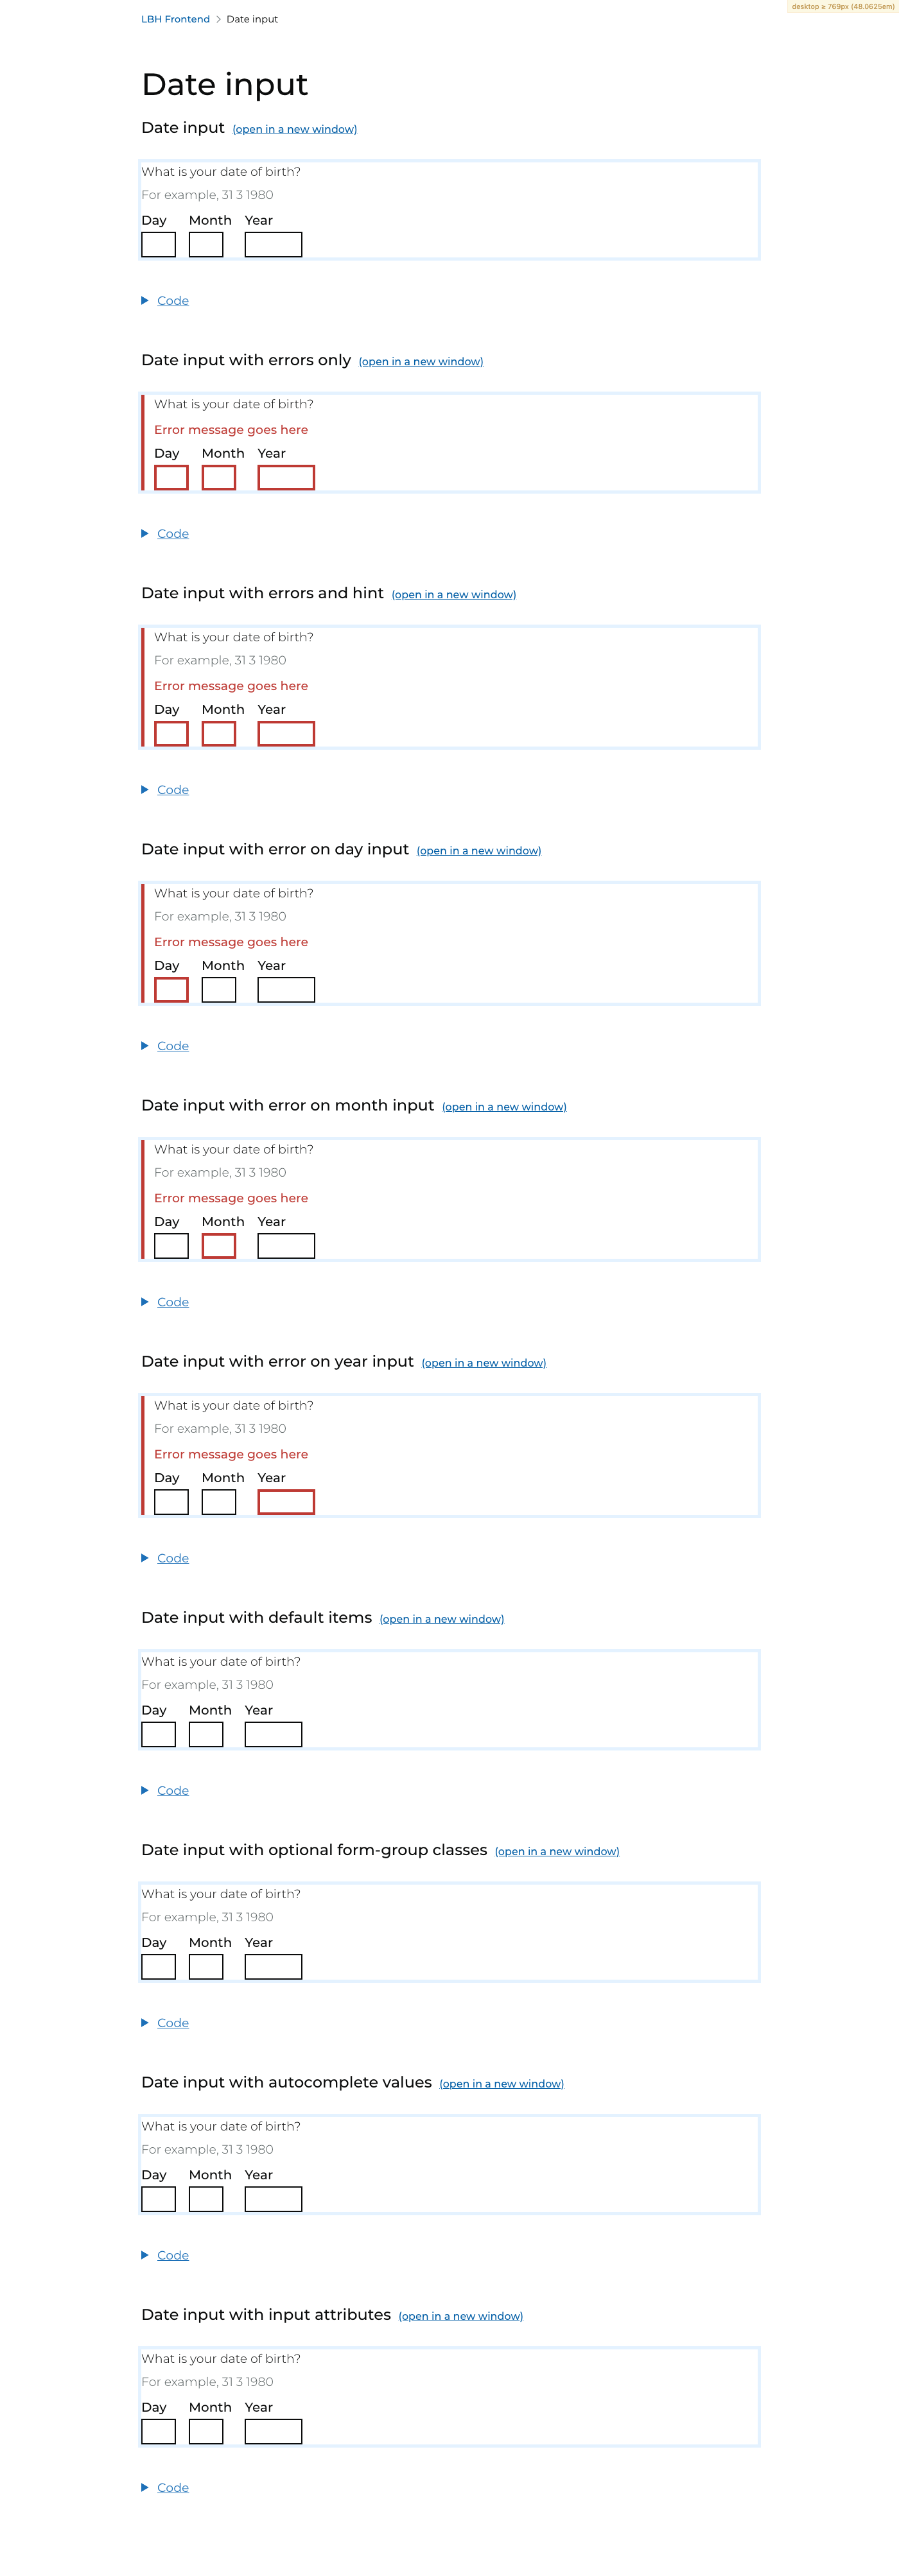 desktop ≥ 769px (48.0625em)
LBH Frontend Date input
Date input
Date input (open in a new window)
What is your date of birth?
For example, 31 3 1980
Day Month Year
Code
Date input with errors only (open in a new window)
What is your date of birth?
Error message goes here
Day Month Year
Code
Date input with errors and hint (open in a new window)
What is your date of birth?
For example, 31 3 1980
Error message goes here
Day Month Year
Code
Date input with error on day input (open in a new window)
What is your date of birth?
For example, 31 3 1980
Error message goes here
Day Month Year
Code
Date input with error on month input (open in a new window)
What is your date of birth?
For example, 31 3 1980
Error message goes here
Day Month Year
Code
Date input with error on year input (open in a new window)
What is your date of birth?
For example, 31 3 1980
Error message goes here
Day Month Year
Code
Date input with default items (open in a new window)
What is your date of birth?
For example, 31 3 1980
Day Month Year
Code
Date input with optional form-group classes (open in a new window)
What is your date of birth?
For example, 31 3 1980
Day Month Year
Code
Date input with autocomplete values (open in a new window)
What is your date of birth?
For example, 31 3 1980
Day Month Year
Code
Date input with input attributes (open in a new window)
What is your date of birth?
For example, 31 3 1980
Day Month Year
Code